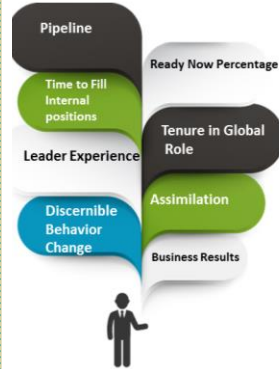 Pipeline
Ready Now Percentage
Time to Fill
Internal
positions
Tenure in Global
Role
Leader Experience
Assimilation
Discernible
Behavior
Change
Business Results